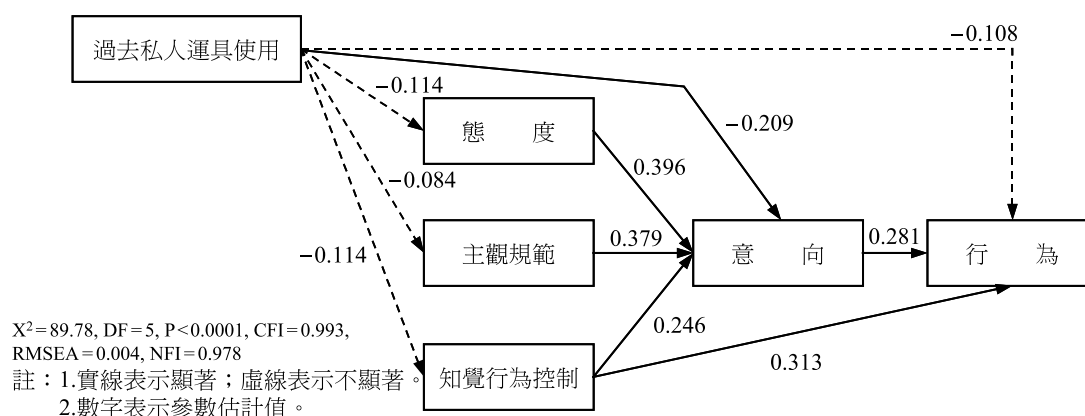 過去私人運具使用
−0.108
−0.114
態 度
−0.209
0.396
−0.084
主觀規範
0.379
意 向
0.281
行 為
−0.114
0.246
0.313
知覺行為控制
X²=89.78, DF=5, P<0.0001, CFI=0.993,
RMSEA=0.004, NFI=0.978
註：1.實線表示顯著；虛線表示不顯著。
2.數字表示參數估計值。